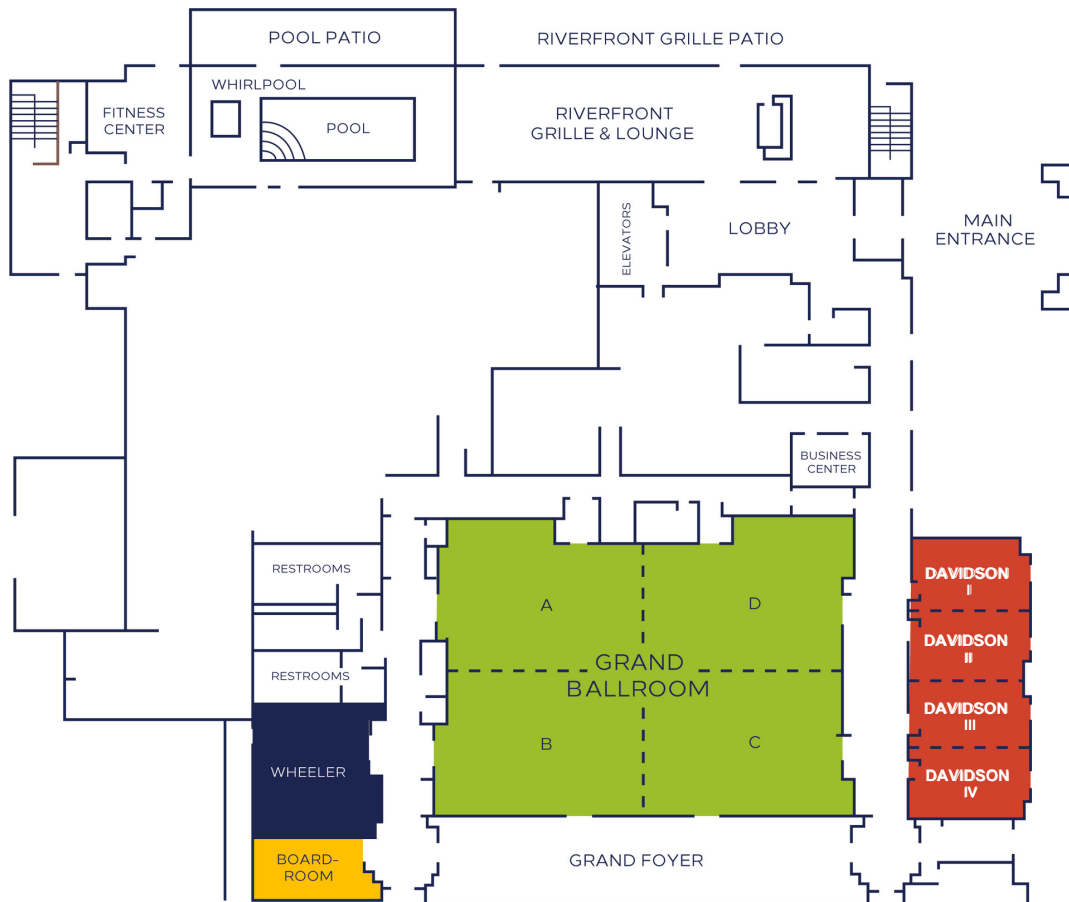 POOL PATIO
RIVERFRONT GRILLE PATIO
WHIRLPOOL
FITNESS
CENTER
POOL
RIVERFRONT
GRILLE & LOUNGE
ELEVATORS
LOBBY
MAIN
ENTRANCE
BUSINESS
CENTER
RESTROOMS
RESTROOMS
A
D
GRAND
BALLROOM
B
C
DAVIDSON
I
DAVIDSON
II
DAVIDSON
III
DAVIDSON
IV
WHEELER
BOARD-
ROOM
GRAND FOYER